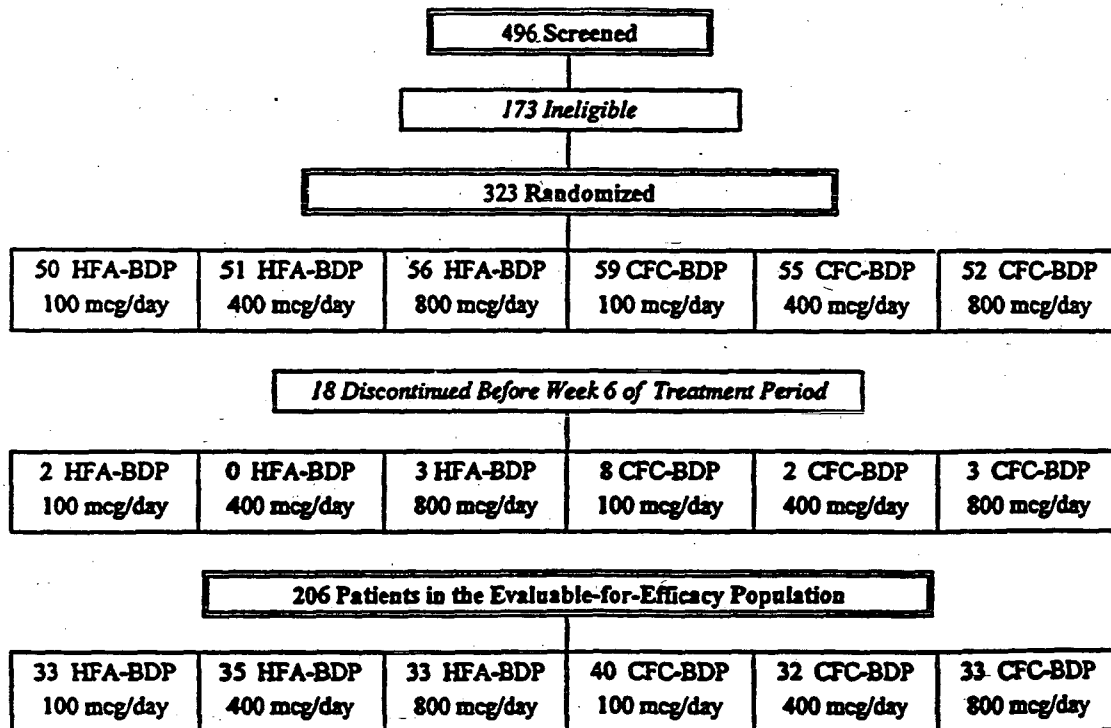 496 Screened
173 Ineligible
323 Randomized
50 HFA-BDP 51 HFA-BDP 56 HFA-BDP 59 CFC-BDP 55 CFC-BDP 52 CFC-BDP
100 mcg/day 400 mcg/day 800 mcg/day 100 mcg/day 400 mcg/day 800 mcg/day
18 Discontinued Before Week 6 of Treatment Period
2 HFA-BDP 0 HFA-BDP 3 HFA-BDP 8 CFC-BDP 2 CFC-BDP 3 CFC-BDP
100 mcg/day 400 mcg/day 800 mcg/day 100 mcg/day 400 mcg/day 800 mcg/day
206 Patients in the Evaluable-for-Efficacy Population
33 HFA-BDP 35 HFA-BDP 33 HFA-BDP 40 CFC-BDP 32 CFC-BDP 33 CFC-BDP
100 mcg/day 400 mcg/day 800 mcg/day 100 mcg/day 400 mcg/day 800 mcg/day